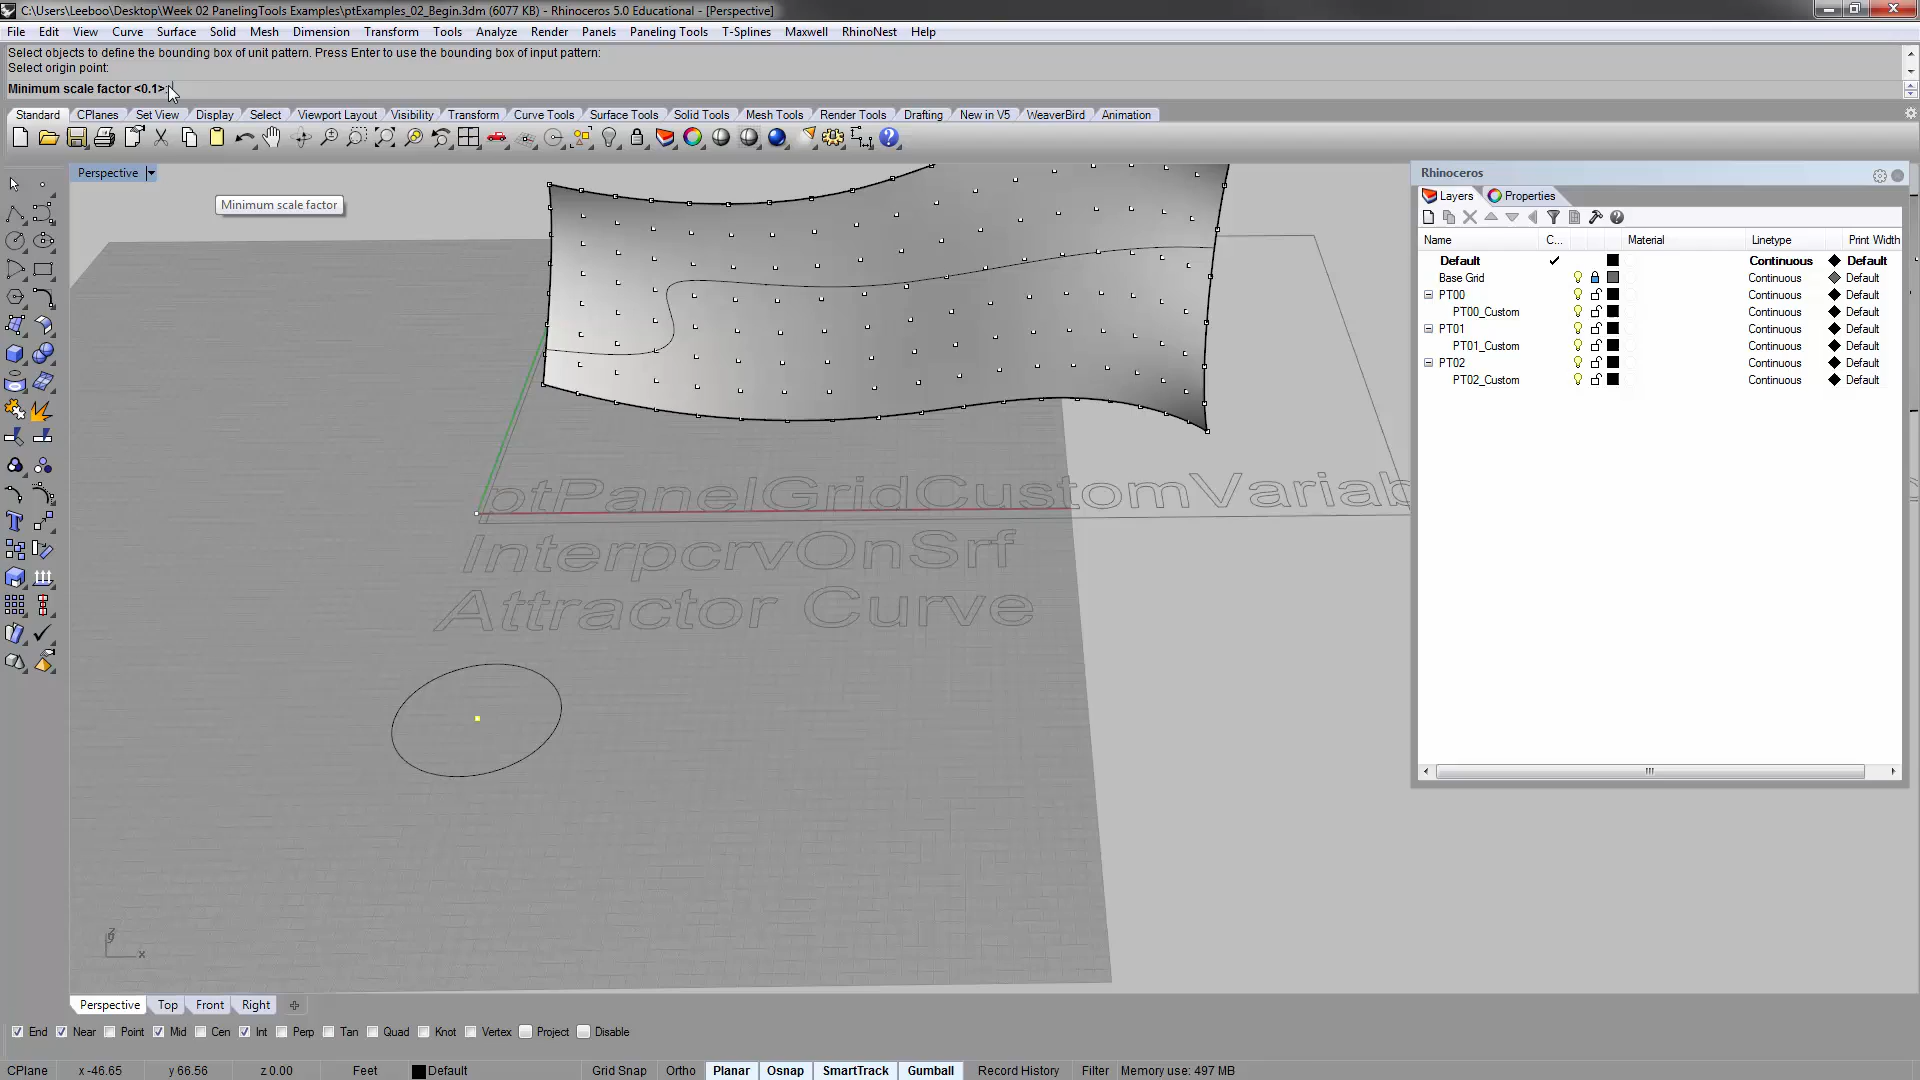 C:\Users\Leeboo\Desktop\Week 02 PanelingTools Examples\ptExamples_02_Begin.3dm (6077 KB) - Rhinoceros 5.0 Educational - [Perspective]
File Edit View Curve Surface Solid Mesh Dimension Transform Tools Analyze Render Panels Paneling Tools T-Splines Maxwell RhinoNest Help
Select objects to define the bounding box of unit pattern. Press Enter to use the bounding box of input pattern:
Select origin point:
Minimum scale factor <0.1>:
Standard CPlanes Set View Display Select Viewport Layout Visibility Transform Curve Tools Surface Tools Solid Tools Mesh Tools Render Tools Drafting New in V5 WeaverBird Animation
Perspective
Minimum scale factor
Rhinoceros
Layers Properties
Name C... Material Linetype Print Width
Default Continuous Default
Base Grid Continuous Default
PT00 Continuous Default
PT00_Custom Continuous Default
PT01 Continuous Default
PT01_Custom Continuous Default
PT02 Continuous Default
PT02_Custom Continuous Default
ptPanelGridCustomVariab
InterpcrvOnSrf
Attractor Curve
x
Perspective Top Front Right
End Near Point Mid Cen Int Perp Tan Quad Knot Vertex Project Disable
CPlane x -46.65 y 66.56 z 0.00 Feet Default Grid Snap Ortho Planar Osnap SmartTrack Gumball Record History Filter Memory use: 497 MB